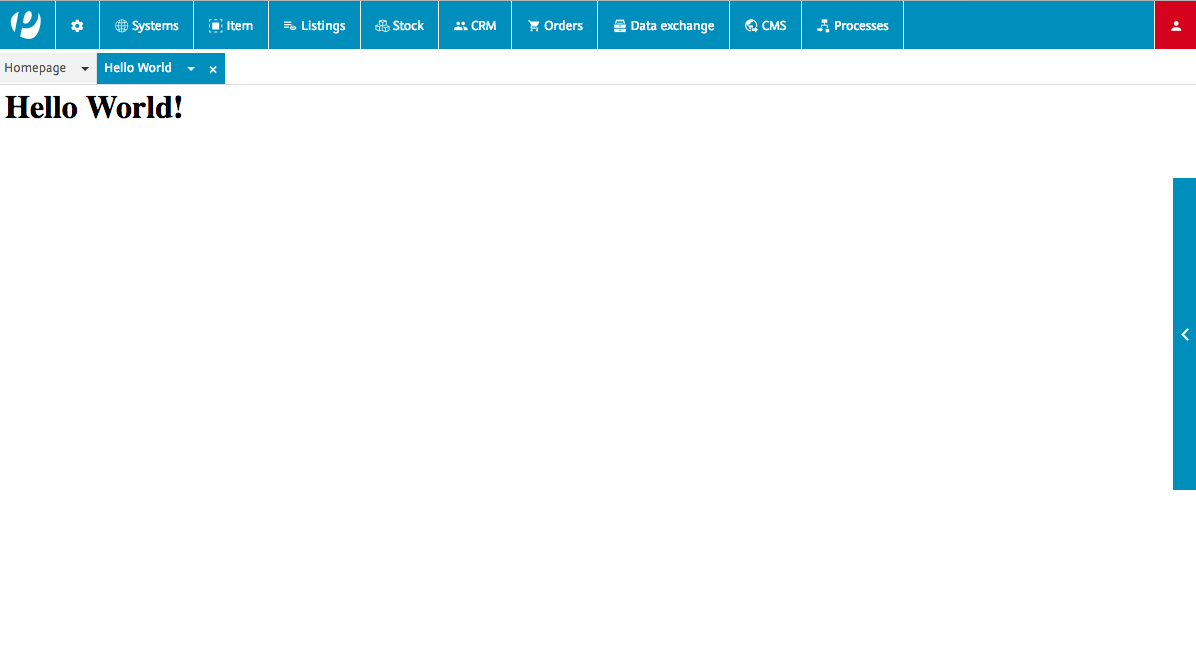 Systems Item Listings Stock CRM Orders Data exchange CMS Processes
Homepage Hello World
Hello World!